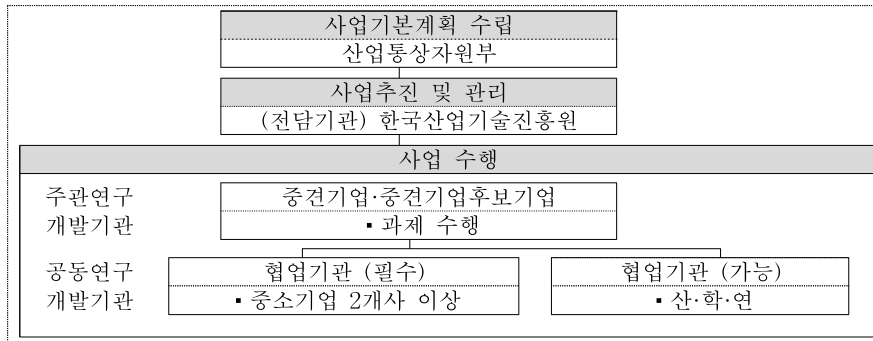 사업기본계획 수립
산업통상자원부
사업추진 및 관리
(전담기관) 한국산업기술진흥원
사업 수행
주관연구 개발기관
중견기업·중견기업후보기업
▪ 과제 수행
공동연구 개발기관
협업기관 (필수)
▪ 중소기업 2개사 이상
협업기관 (가능)
▪ 산·학·연